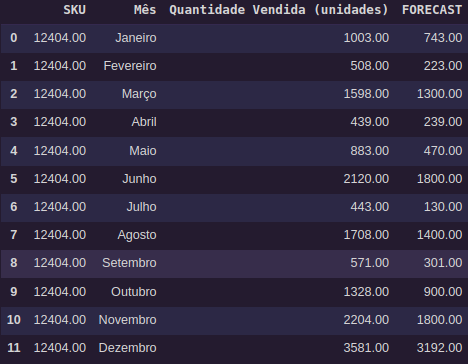 SKU Mês Quantidade Vendida (unidades) FORECAST
0 12404.00 Janeiro 1003.00 743.00
1 12404.00 Fevereiro 508.00 223.00
2 12404.00 Março 1598.00 1300.00
3 12404.00 Abril 439.00 239.00
4 12404.00 Maio 883.00 470.00
5 12404.00 Junho 2120.00 1800.00
6 12404.00 Julho 443.00 130.00
7 12404.00 Agosto 1708.00 1400.00
8 12404.00 Setembro 571.00 301.00
9 12404.00 Outubro 1328.00 900.00
10 12404.00 Novembro 2204.00 1800.00
11 12404.00 Dezembro 3581.00 3192.00